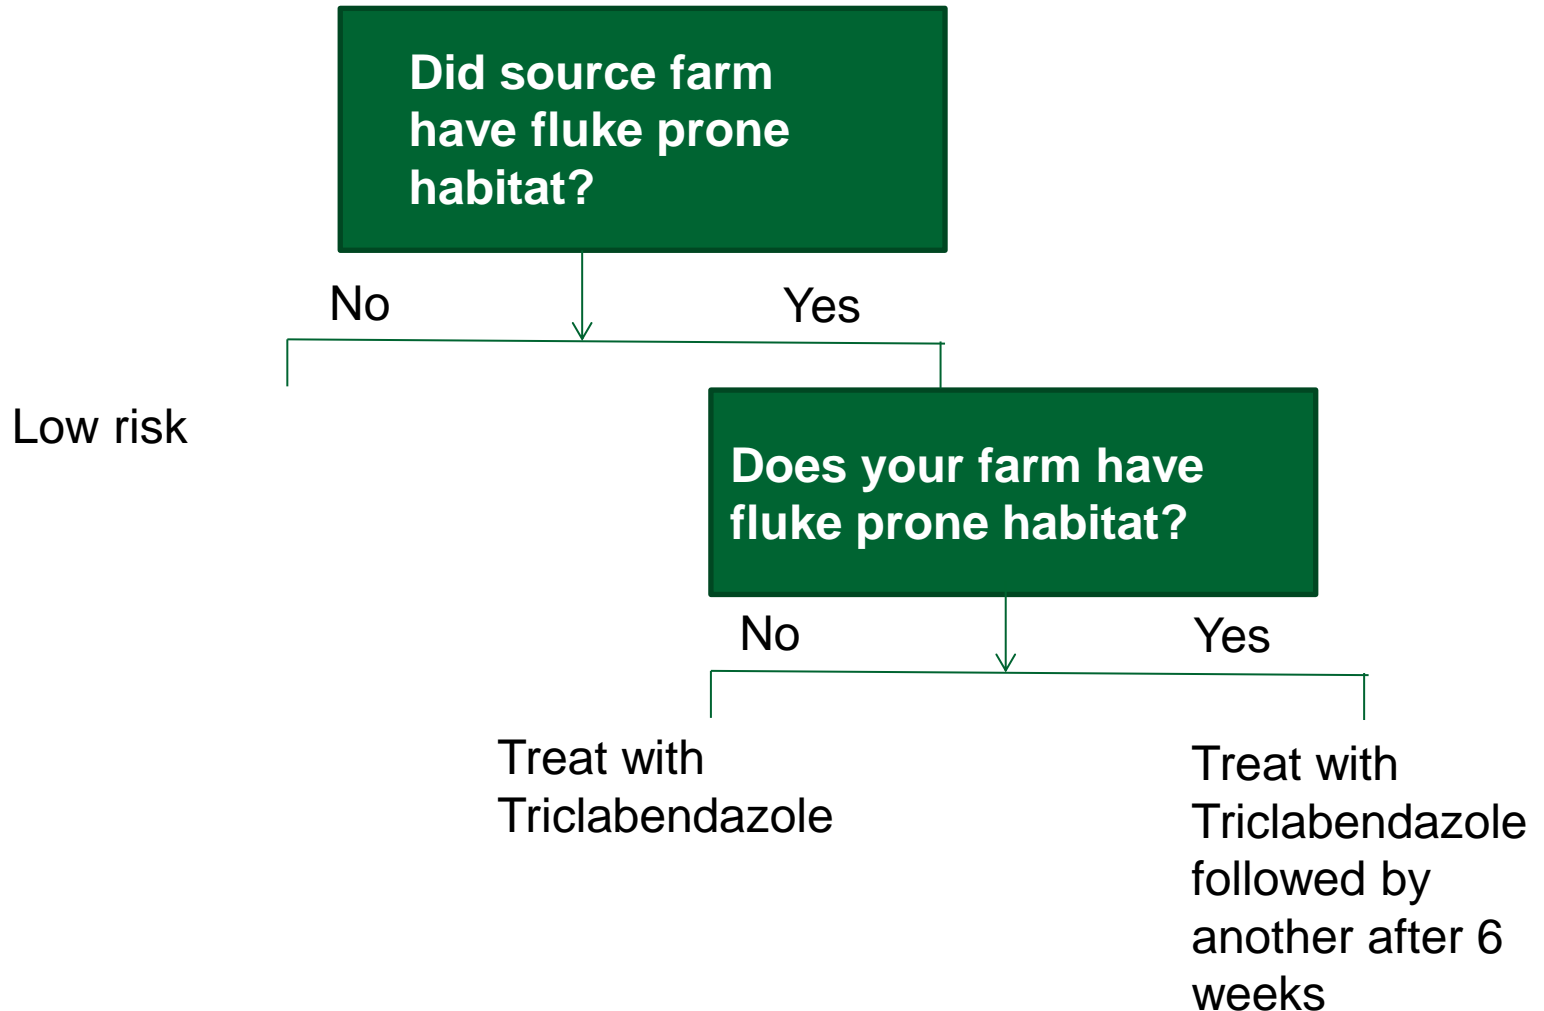 Did source farm
have fluke prone
habitat?
No
Yes
Low risk
Does your farm have
fluke prone habitat?
No
Yes
Treat with
Triclabendazole
Treat with
Triclabendazole
followed by
another after 6
weeks